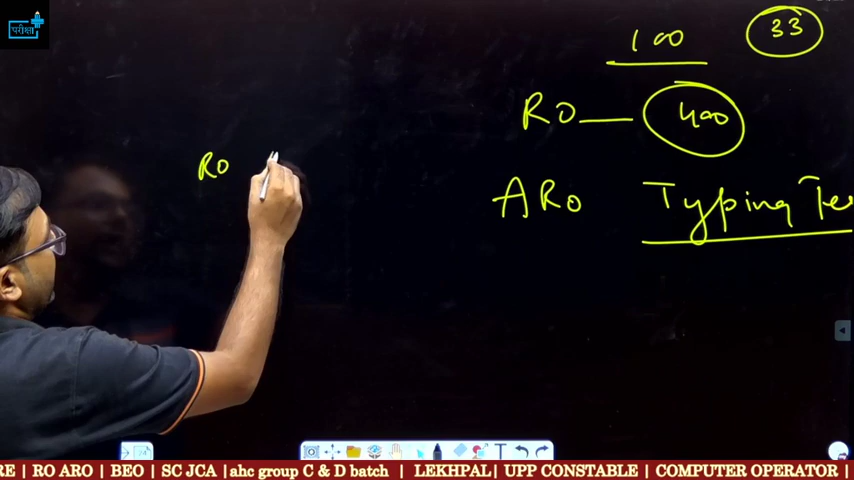 परीक्षा
100 33
RO — 400
RO
ARO Typing Te
RE | RO ARO | BEO | SC JCA |ahc group C & D batch | LEKHPAL| UPP CONSTABLE | COMPUTER OPERATOR |